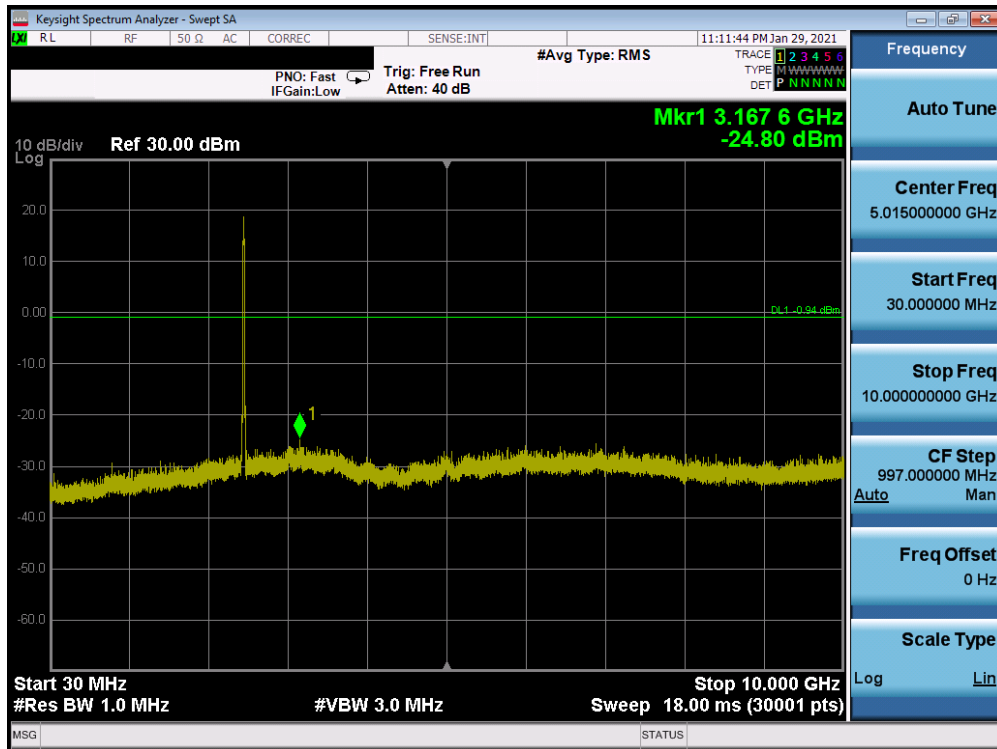 Keysight Spectrum Analyzer - Swept SA
LXI RL RF 50 Ω AC CORREC SENSE:INT 11:11:44 PM Jan 29, 2021
#Avg Type: RMS
TRACE 1 2 3 4 5 6
TYPE M WWWWW
DET P N N N N N
PNO: Fast Trig: Free Run
IFGain:Low Atten: 40 dB
Mkr1 3.167 6 GHz
-24.80 dBm
10 dB/div Ref 30.00 dBm
Log
20.0
10.0
0.00
DL1 -0.94 dBm
-10.0
-20.0
1
-30.0
-40.0
-50.0
-60.0
Start 30 MHz Stop 10.000 GHz
#Res BW 1.0 MHz #VBW 3.0 MHz Sweep 18.00 ms (30001 pts)
MSG STATUS
Frequency
Auto Tune
Center Freq
5.015000000 GHz
Start Freq
30.000000 MHz
Stop Freq
10.000000000 GHz
CF Step
997.000000 MHz
Auto Man
Freq Offset
0 Hz
Scale Type
Log Lin